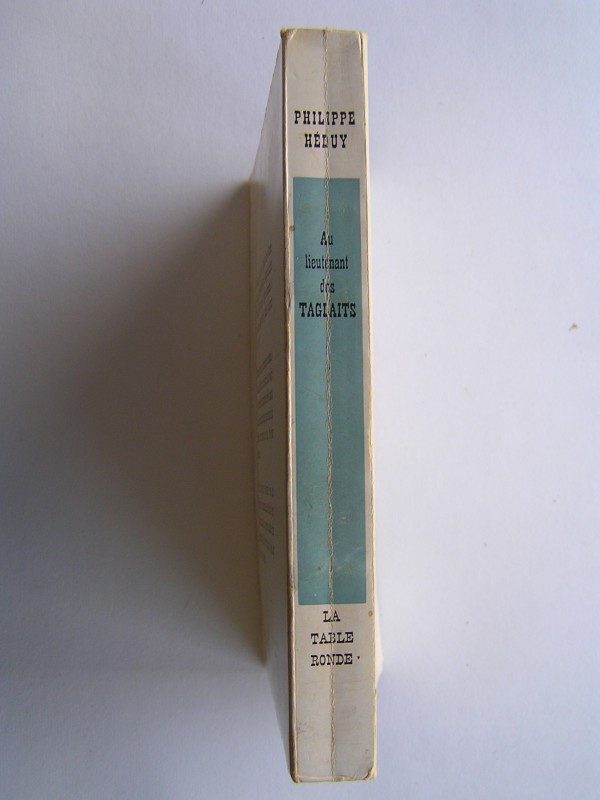 PHILIPPE
HÉDUY
Au
lieutenant
des
TAGLAITS
LA
TABLE
RONDE